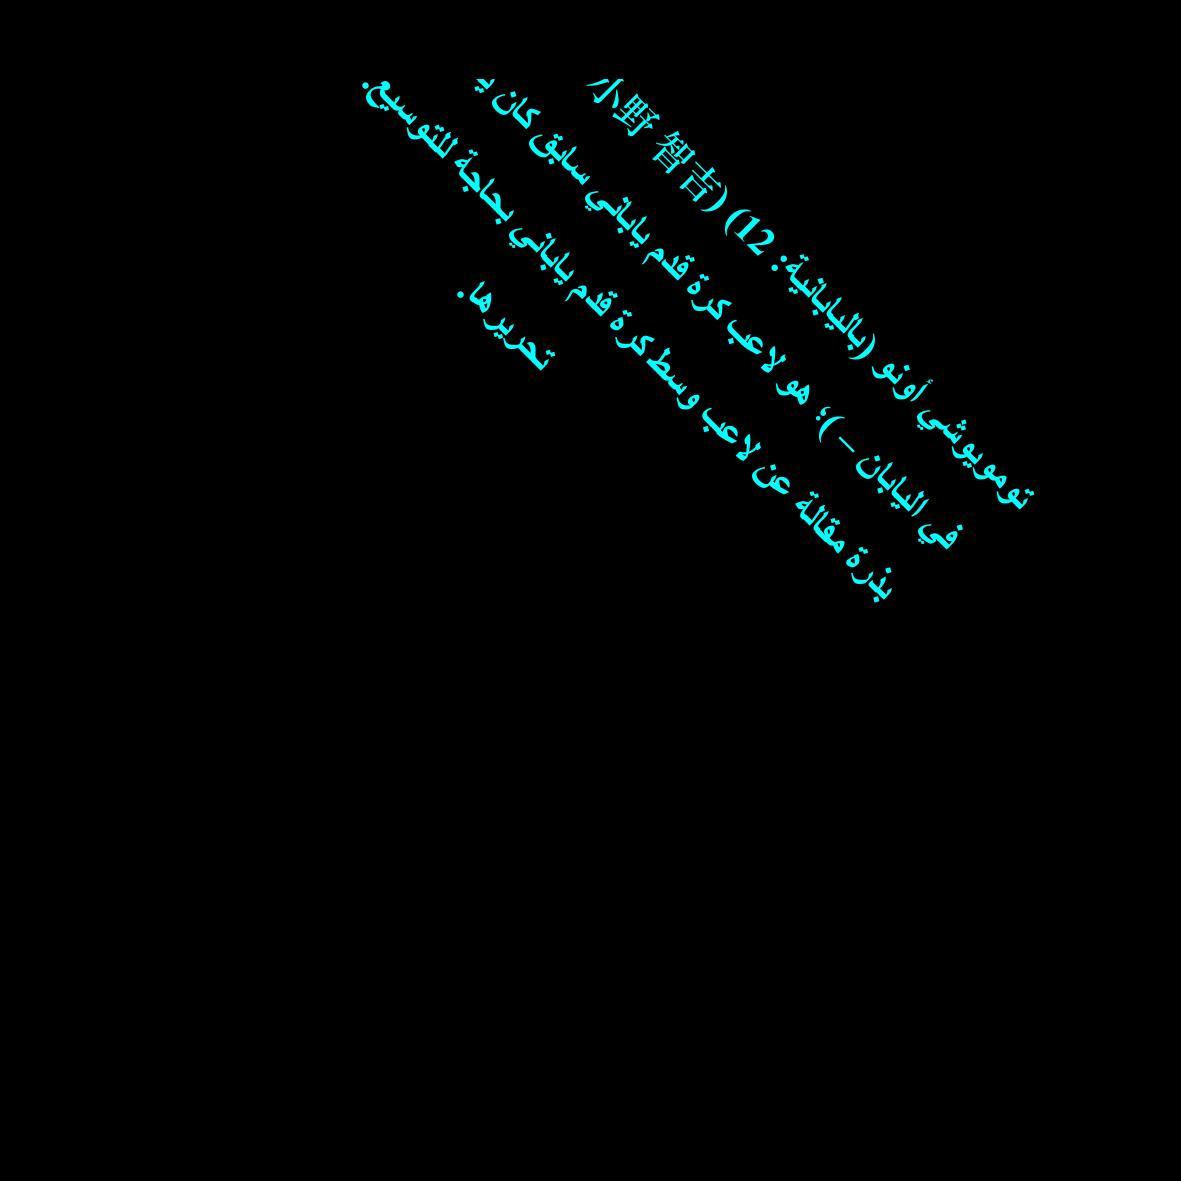 تومويوشي أونو (باليابانية: 小野 智吉) (12
في اليابان – )؛ هو لاعب كرة قدم ياباني سابق كان
بذرة مقالة عن لاعب وسط كرة قدم ياباني بحاجة للتوسيع.
تحريرها.